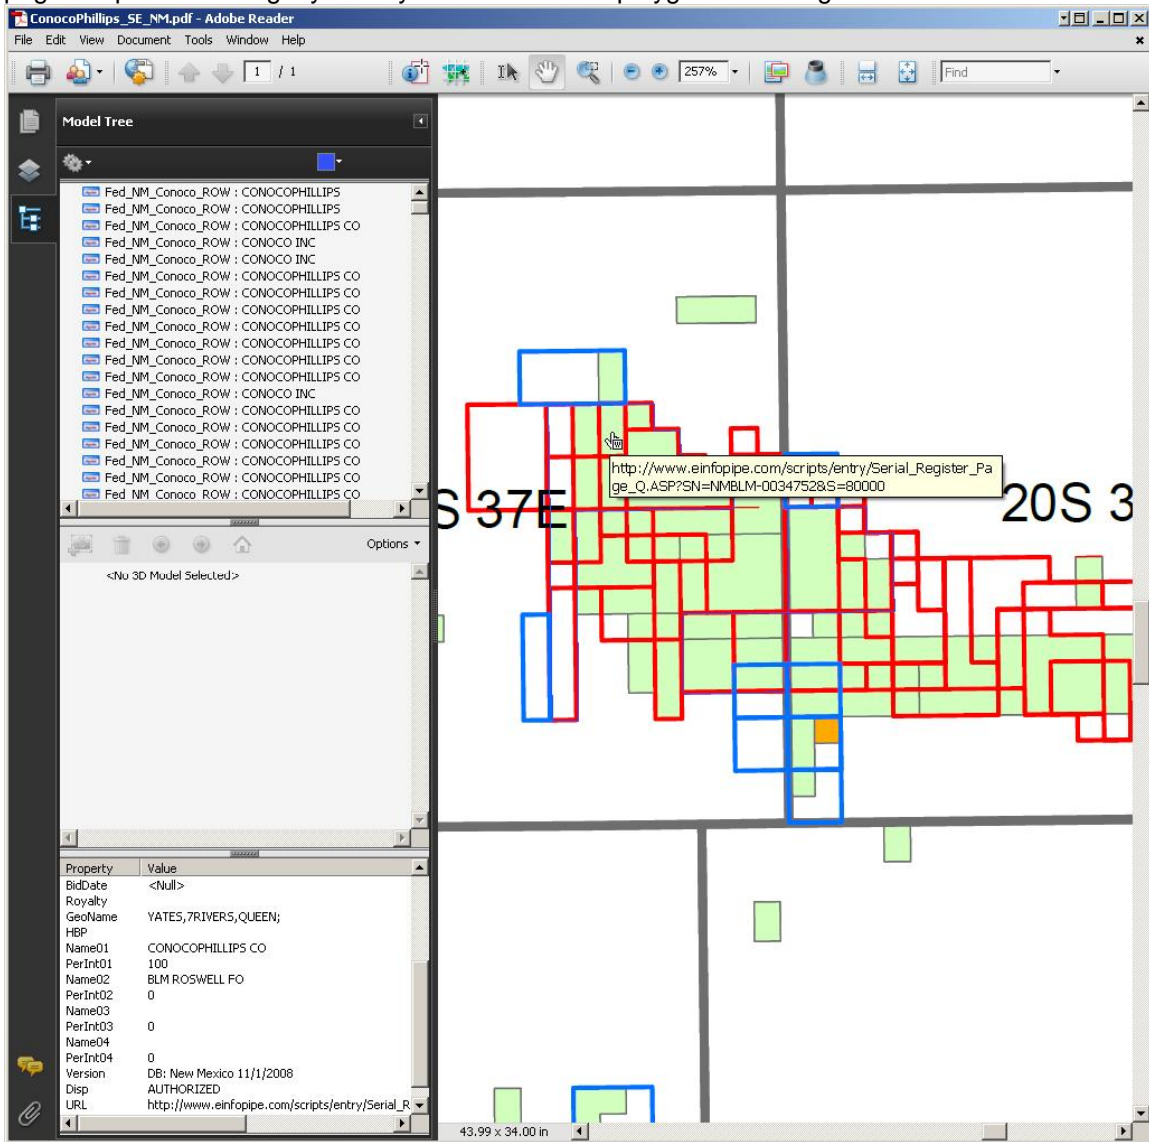 ConocoPhillips_SE_NM.pdf - Adobe Reader
File Edit View Document Tools Window Help
1 / 1
257%
Find
Model Tree
Fed_NM_Conoco_ROW : CONOCOPHILLIPS
Fed_NM_Conoco_ROW : CONOCOPHILLIPS
Fed_NM_Conoco_ROW : CONOCOPHILLIPS CO
Fed_NM_Conoco_ROW : CONOCO INC
Fed_NM_Conoco_ROW : CONOCO INC
Fed_NM_Conoco_ROW : CONOCOPHILLIPS CO
Fed_NM_Conoco_ROW : CONOCOPHILLIPS CO
Fed_NM_Conoco_ROW : CONOCOPHILLIPS CO
Fed_NM_Conoco_ROW : CONOCOPHILLIPS CO
Fed_NM_Conoco_ROW : CONOCOPHILLIPS CO
Fed_NM_Conoco_ROW : CONOCOPHILLIPS CO
Fed_NM_Conoco_ROW : CONOCOPHILLIPS CO
Fed_NM_Conoco_ROW : CONOCO INC
Fed_NM_Conoco_ROW : CONOCOPHILLIPS CO
Fed_NM_Conoco_ROW : CONOCOPHILLIPS CO
Fed_NM_Conoco_ROW : CONOCOPHILLIPS CO
Fed_NM_Conoco_ROW : CONOCOPHILLIPS CO
Fed_NM_Conoco_ROW : CONOCOPHILLIPS CO
Fed_NM_Conoco_ROW : CONOCOPHILLIPS CO
Options
<No 3D Model Selected>
Property Value
BidDate <Null>
Royalty
GeoName YATES,7RIVERS,QUEEN;
HBP
Name01 CONOCOPHILLIPS CO
PerInt01 100
Name02 BLM ROSWELL FO
PerInt02 0
Name03
PerInt03 0
Name04
PerInt04 0
Version DB: New Mexico 11/1/2008
Disp AUTHORIZED
URL http://www.einfopipe.com/scripts/entry/Serial_R
http://www.einfopipe.com/scripts/entry/Serial_Register_Pa
ge_Q.ASP?SN=NMBLM-0034752&S=80000
S 37E
20S 3
43.99 x 34.00 in